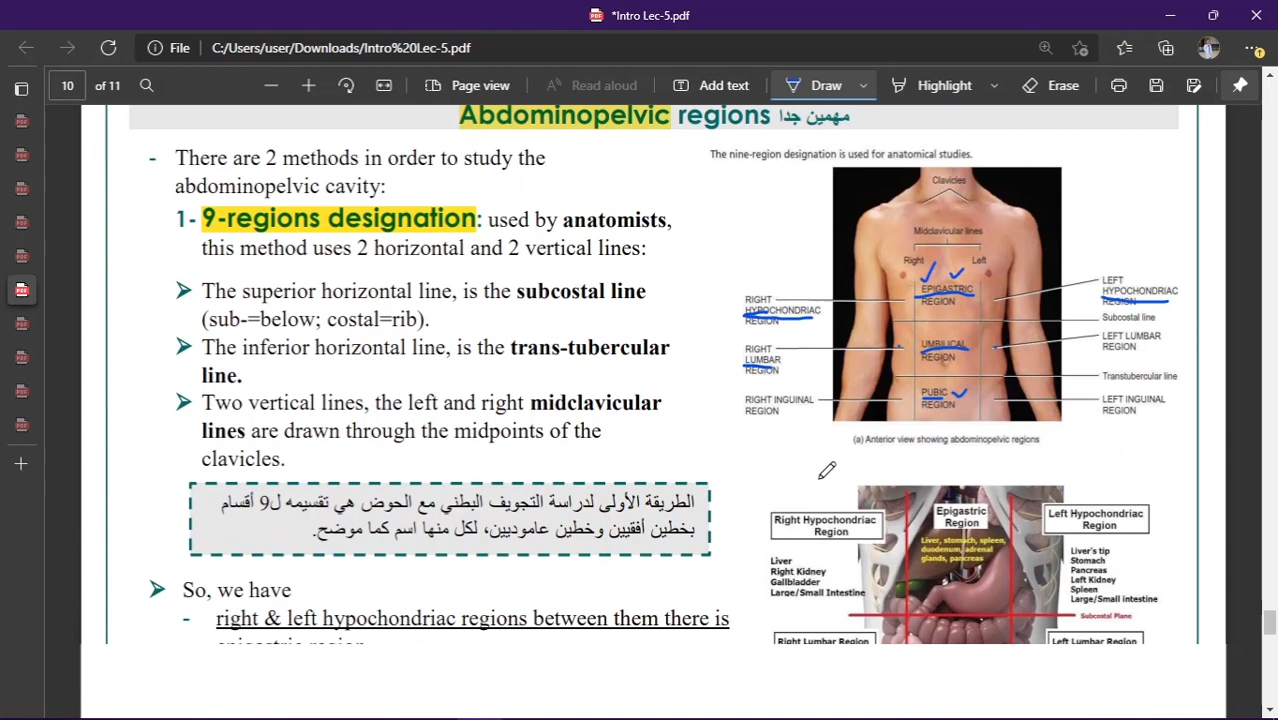 *Intro Lec-5.pdf
File C:/Users/user/Downloads/Intro%20Lec-5.pdf
10 of 11 Page view Read aloud Add text Draw Highlight Erase
Abdominopelvic regions مهمين جدا
- There are 2 methods in order to study the
abdominopelvic cavity:
1- 9-regions designation: used by anatomists,
this method uses 2 horizontal and 2 vertical lines:
The superior horizontal line, is the subcostal line
(sub-=below; costal=rib).
The inferior horizontal line, is the trans-tubercular
line.
Two vertical lines, the left and right midclavicular
lines are drawn through the midpoints of the
clavicles.
الطريقة الأولى لدراسة التجويف البطني مع الحوض هي تقسيمه ل9 أقسام
بخطين أفقيين وخطين عاموديين، لكل منها اسم كما موضح.
So, we have
- right & left hypochondriac regions between them there is
epigastric region
The nine-region designation is used for anatomical studies.
Clavicles
Midclavicular lines
Right Left
EPIGASTRIC
REGION
RIGHT
HYPOCHONDRIAC
REGION
LEFT
HYPOCHONDRIAC
REGION
Subcostal line
RIGHT
LUMBAR
REGION
UMBILICAL
REGION
LEFT LUMBAR
REGION
Transtubercular line
RIGHT INGUINAL
REGION
PUBIC
REGION
LEFT INGUINAL
REGION
(a) Anterior view showing abdominopelvic regions
Right Hypochondriac
Region
Epigastric
Region
Left Hypochondriac
Region
Liver
Right Kidney
Gallbladder
Large/Small Intestine
Liver, stomach, spleen,
duodenum, adrenal
glands, pancreas
Liver's tip
Stomach
Pancreas
Left Kidney
Spleen
Large/Small intestine
Subcostal Plane
Right Lumbar Region
Left Lumbar Region